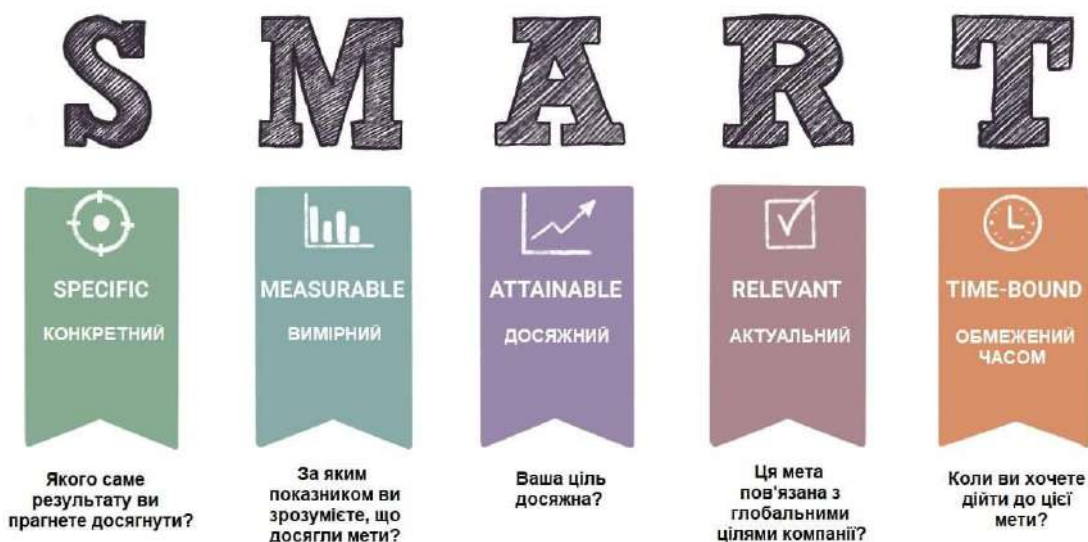 S M A R T
SPECIFIC
КОНКРЕТНИЙ
Якого саме
результату ви
прагнете досягнути?
MEASURABLE
ВИМІРНИЙ
За яким
показником ви
зрозумієте, що
досягли мети?
ATTAINABLE
ДОСЯЖНИЙ
Ваша ціль
досяжна?
RELEVANT
АКТУАЛЬНИЙ
Ця мета
пов'язана з
глобальними
цілями компанії?
TIME-BOUND
ОБМЕЖЕНИЙ
ЧАСОМ
Коли ви хочете
дійти до цієї
мети?